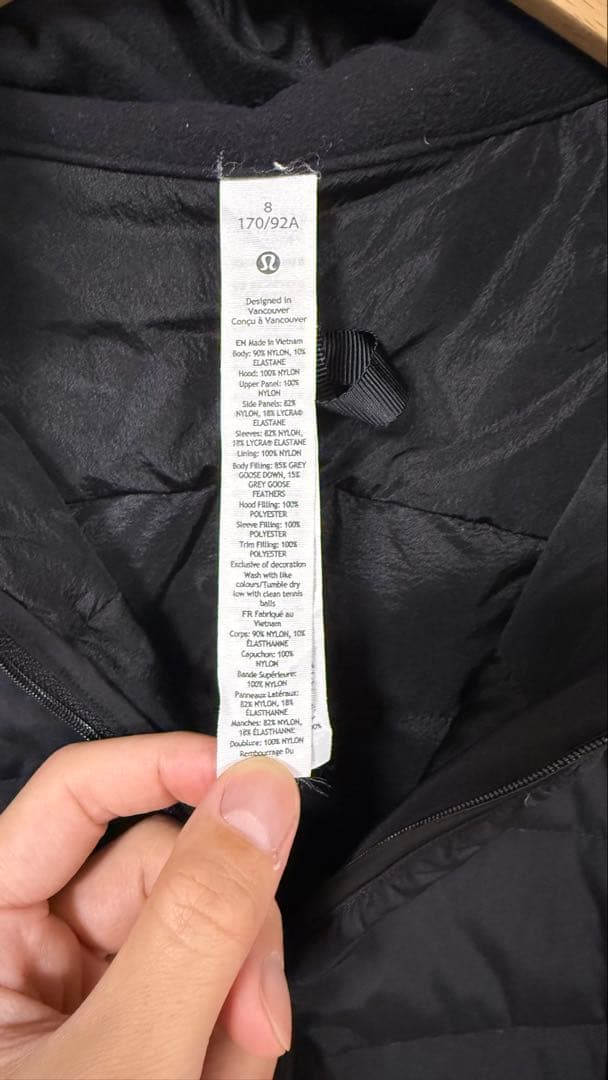 8
170/92A
Designed in
Vancouver
Conçu à Vancouver
EN Made in Vietnam
Body: 90% NYLON, 10%
ELASTANE
Hood: 100% NYLON
Upper Panel: 100%
NYLON
Side Panels: 82%
NYLON, 18% LYCRA®
ELASTANE
Sleeves: 82% NYLON,
18% LYCRA® ELASTANE
Lining: 100% NYLON
Body Filling: 85% GREY
GOOSE DOWN, 15%
GREY GOOSE
FEATHERS
Hood Filling: 100%
POLYESTER
Sleeve Filling: 100%
POLYESTER
Trim Filling: 100%
POLYESTER
Exclusive of decoration
Wash with like
colours/Tumble dry
low with clean tennis
balls
FR Fabriqué au
Vietnam
Corps: 90% NYLON, 10%
ÉLASTHANNE
Capuchon: 100%
NYLON
Bande Supérieure:
100% NYLON
Panneaux Latéraux:
82% NYLON, 18%
ÉLASTHANNE
Manches: 82% NYLON,
18% ÉLASTHANNE
Doublure: 100% NYLON
Rembourrage Du